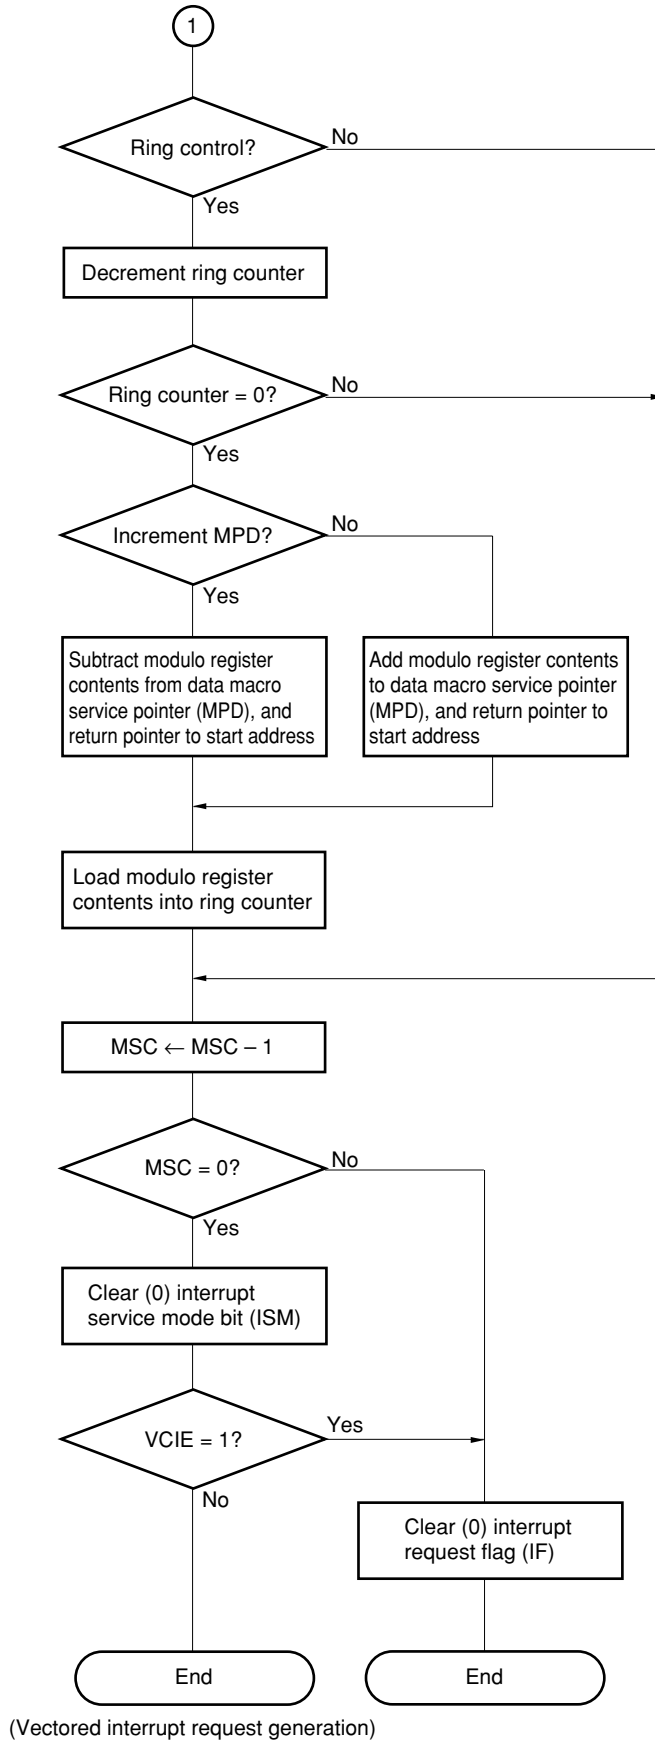 1
Ring control?
No
Yes
Decrement ring counter
Ring counter = 0?
No
Yes
Increment MPD?
No
Yes
Subtract modulo register
contents from data macro
service pointer (MPD), and
return pointer to start address
Add modulo register contents
to data macro service pointer
(MPD), and return pointer to
start address
Load modulo register
contents into ring counter
MSC ← MSC – 1
MSC = 0?
No
Yes
Clear (0) interrupt
service mode bit (ISM)
VCIE = 1?
Yes
No
Clear (0) interrupt
request flag (IF)
End
End
(Vectored interrupt request generation)